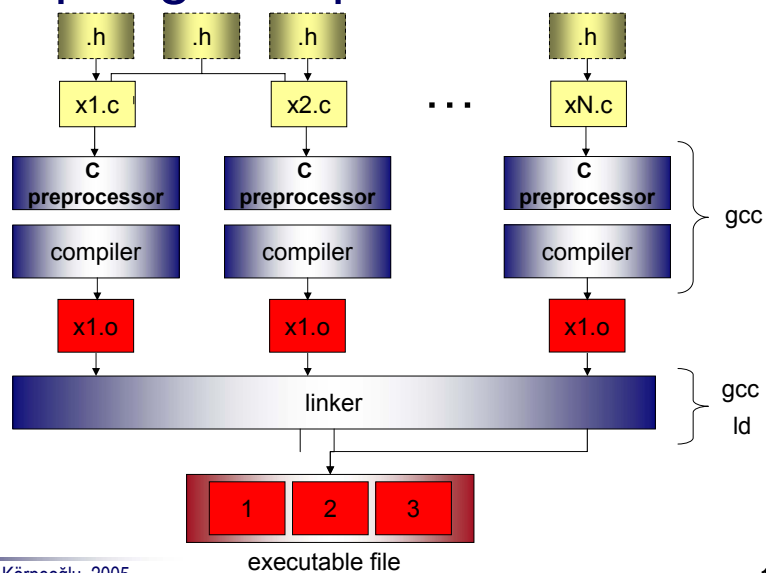 .h .h .h .h
x1.c x2.c ... xN.c
C preprocessor C preprocessor C preprocessor
gcc
compiler compiler compiler
x1.o x1.o x1.o
linker
gcc
ld
1 2 3
executable file
2005